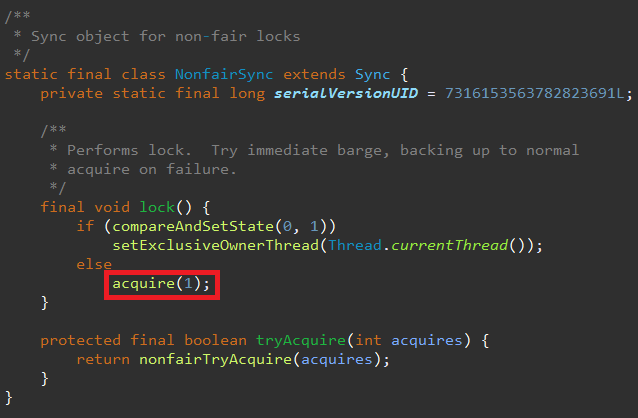 /**
 * Sync object for non-fair locks
 */
static final class NonfairSync extends Sync {
    private static final long serialVersionUID = 7316153563782823691L;

    /**
     * Performs lock.  Try immediate barge, backing up to normal
     * acquire on failure.
     */
    final void lock() {
        if (compareAndSetState(0, 1))
            setExclusiveOwnerThread(Thread.currentThread());
        else
            acquire(1);
    }

    protected final boolean tryAcquire(int acquires) {
        return nonfairTryAcquire(acquires);
    }
}